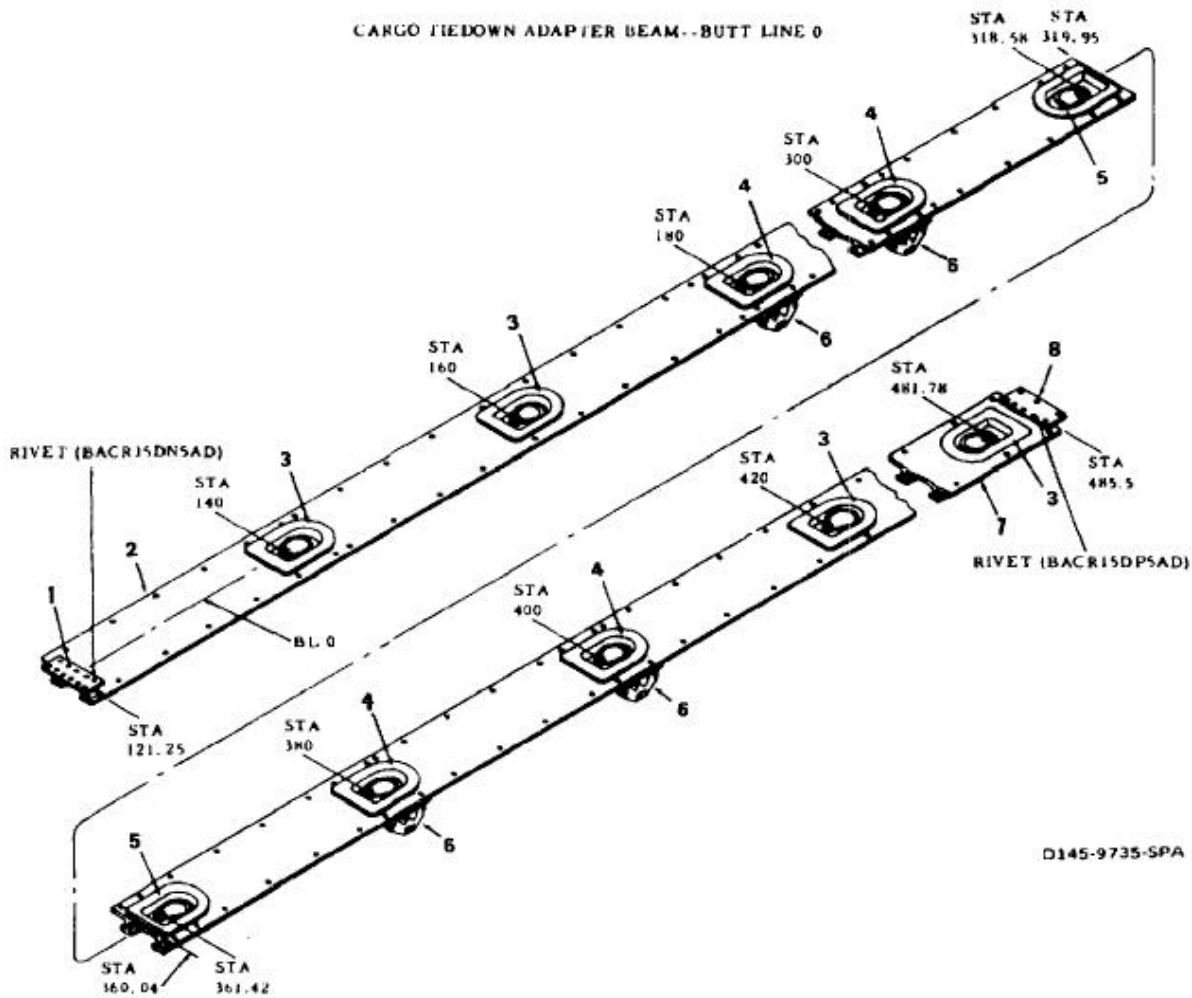 CARGO TIEDOWN ADAPTER BEAM--BUTT LINE 0
STA
318.58
STA
319.95
4
STA
300
5
4
STA
180
6
3
STA
160
6
8
STA
481.78
RIVET (BACR15DN5AD)
3
STA
140
3
STA
420
STA
485.5
3
2
7
1
RIVET (BACR15DP5AD)
4
STA
400
BL 0
STA
121.25
4
6
STA
380
5
6
D145-9735-SPA
STA
360.04
STA
361.42